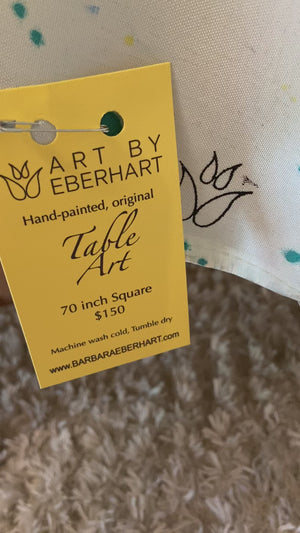 ART BY
EBERHART
Hand-painted, original
Table
Art
70 inch Square
$150
Machine wash cold, Tumble dry
www.BARBARAEBERHART.com